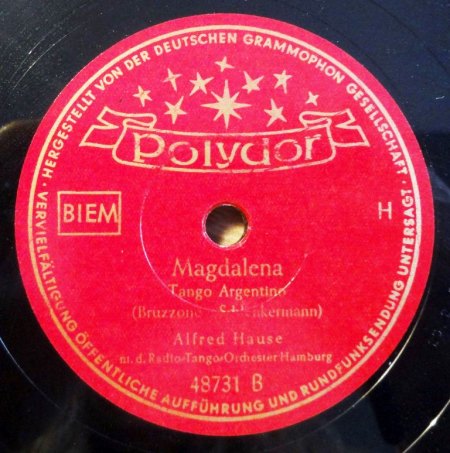 HERGESTELLT VON DER DEUTSCHEN GRAMMOPHON GESELLSCHAFT
Polydor
BIEM
H
Magdalena
Tango Argentino
(Bruzzone
Alfred Hause
m. d. Radio-Tango-Orchester Hamburg
48731 B
· VERVIELFÄLTIGUNG ÖFFENTLICHE AUFFÜHRUNG UND RUNDFUNKSENDUNG UNTERSAGT ·